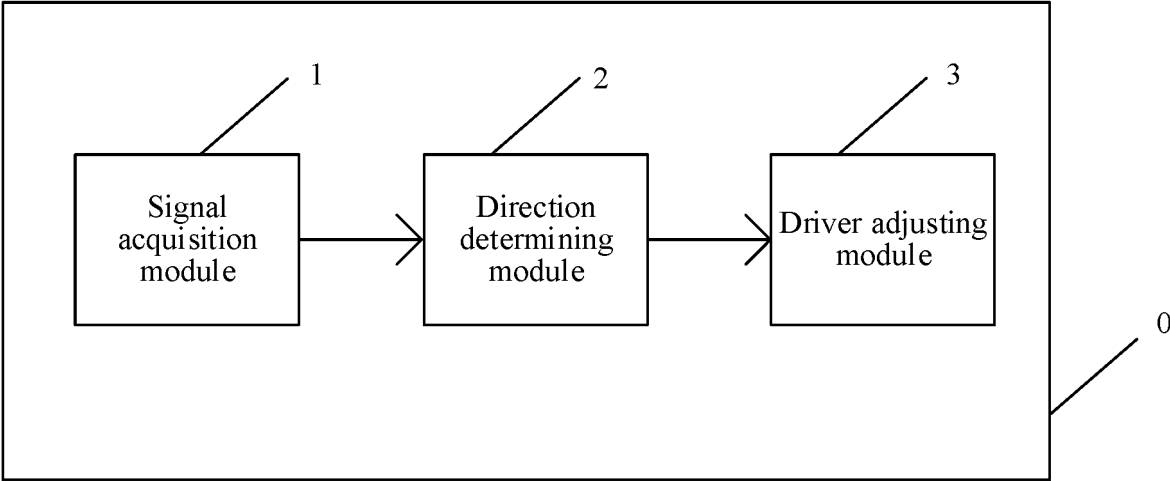 1
2
3
Signal
acquisition
module
Direction
determining
module
Driver adjusting
module
0